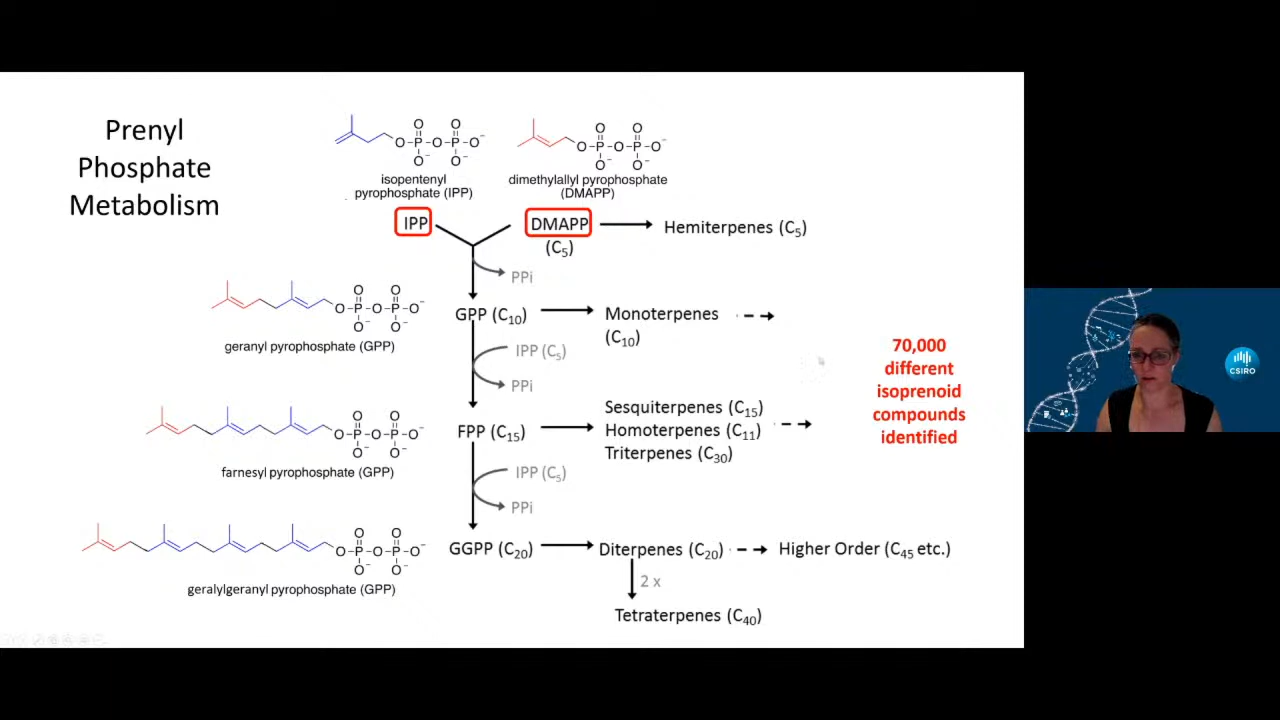 Prenyl
Phosphate
Metabolism
isopentenyl
pyrophosphate (IPP)
dimethylallyl pyrophosphate
(DMAPP)
IPP
DMAPP
(C₅)
Hemiterpenes (C₅)
PPi
geranyl pyrophosphate (GPP)
GPP (C₁₀)
Monoterpenes
(C₁₀)
IPP (C₅)
PPi
farnesyl pyrophosphate (GPP)
FPP (C₁₅)
Sesquiterpenes (C₁₅)
Homoterpenes (C₁₁)
Triterpenes (C₃₀)
IPP (C₅)
PPi
geralylgeranyl pyrophosphate (GPP)
GGPP (C₂₀)
Diterpenes (C₂₀)
Higher Order (C₄₅ etc.)
2 x
Tetraterpenes (C₄₀)
70,000
different
isoprenoid
compounds
identified
CSIRO
O O
O P O P O⁻
O⁻ O⁻
O O
O P O P O⁻
O⁻ O⁻
O O
O P O P O⁻
O⁻ O⁻
O O
O P O P O⁻
O⁻ O⁻
O O
O P O P O⁻
O⁻ O⁻